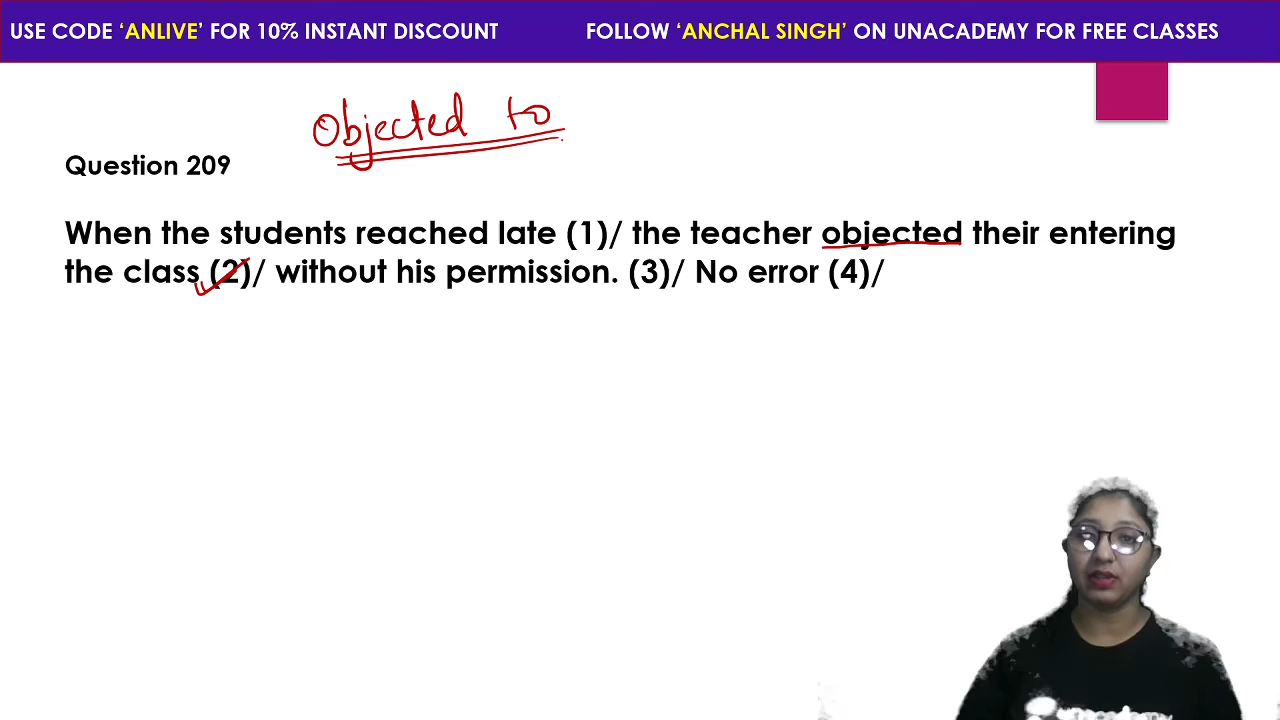 USE CODE ‘ANLIVE’ FOR 10% INSTANT DISCOUNT FOLLOW ‘ANCHAL SINGH’ ON UNACADEMY FOR FREE CLASSES
Objected to
Question 209
When the students reached late (1)/ the teacher objected their entering
the class (2)/ without his permission. (3)/ No error (4)/
unacademy